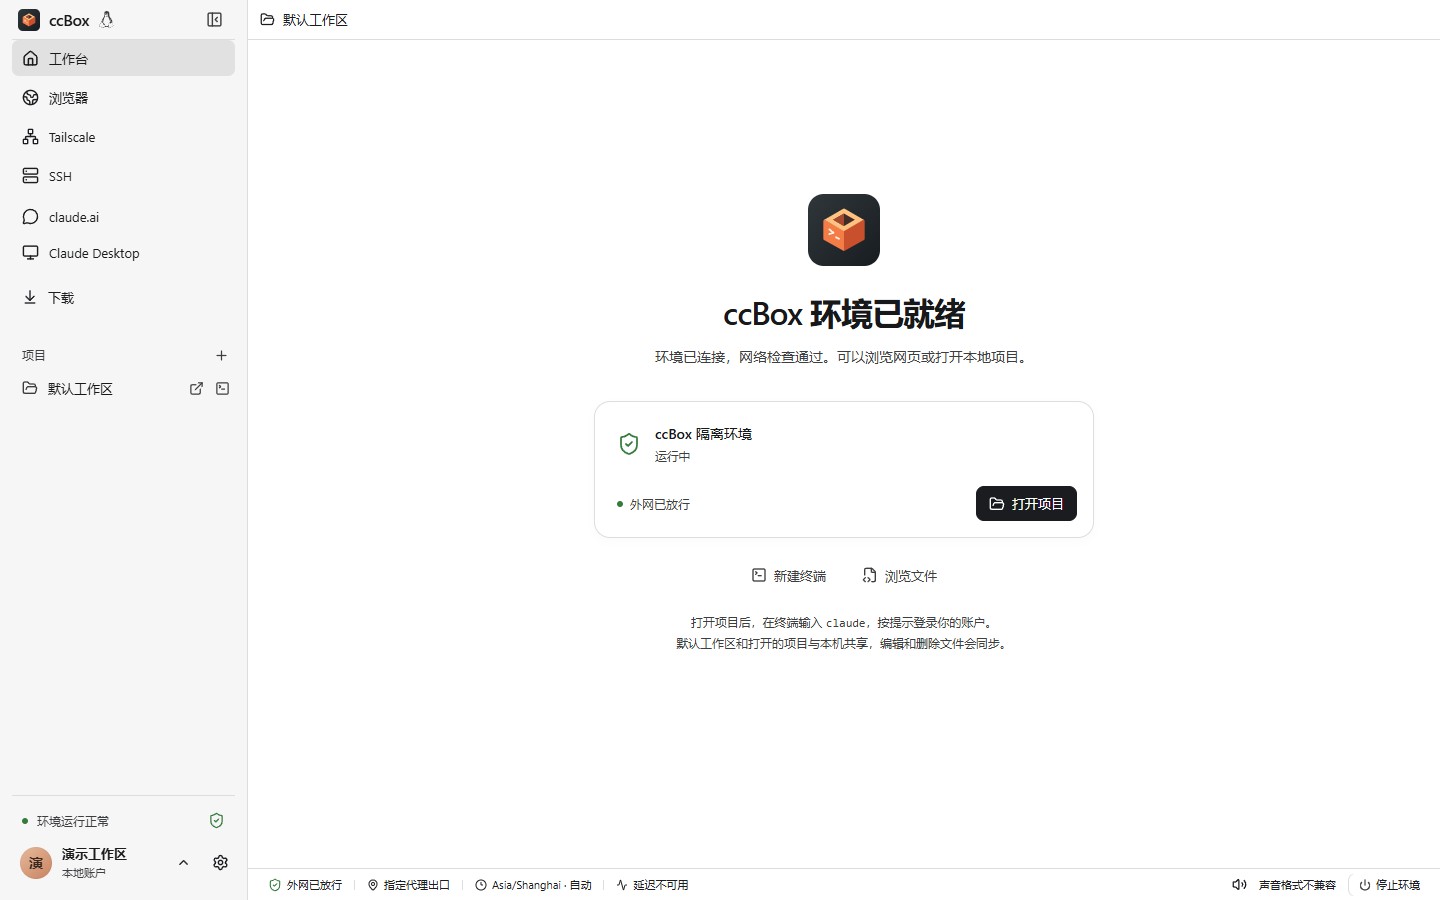 ccBox
工作台
浏览器
Tailscale
SSH
claude.ai
Claude Desktop
下载
项目
默认工作区
环境运行正常
演
演示工作区
本地账户
默认工作区
ccBox 环境已就绪
环境已连接，网络检查通过。可以浏览网页或打开本地项目。
ccBox 隔离环境
运行中
外网已放行
打开项目
新建终端
浏览文件
打开项目后，在终端输入 claude，按提示登录你的账户。
默认工作区和打开的项目与本机共享，编辑和删除文件会同步。
外网已放行
指定代理出口
Asia/Shanghai · 自动
延迟不可用
声音格式不兼容
停止环境